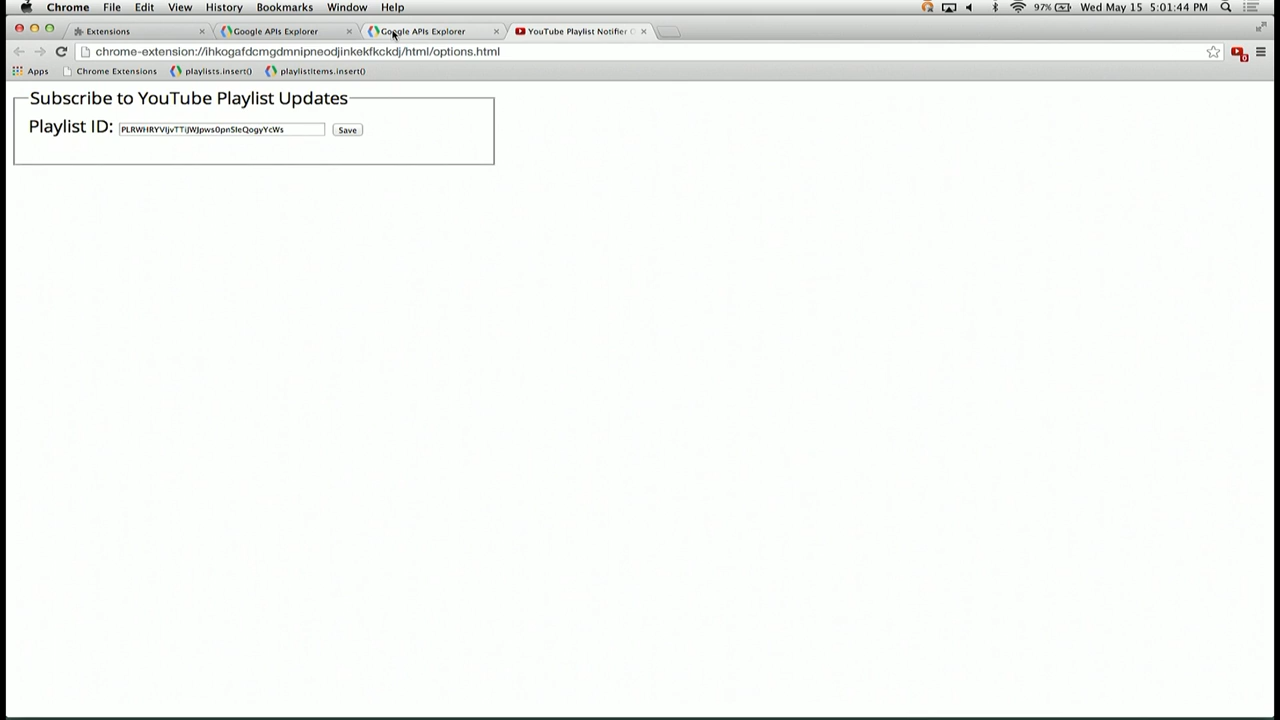 Chrome File Edit View History Bookmarks Window Help 97% Wed May 15 5:01:44 PM
Extensions Google APIs Explorer Google APIs Explorer YouTube Playlist Notifier
chrome-extension://ihkogafdcmgdmnipneodjinkekfkckdj/html/options.html
Apps Chrome Extensions playlists.insert() playlistitems.insert()
Subscribe to YouTube Playlist Updates
Playlist ID: Save